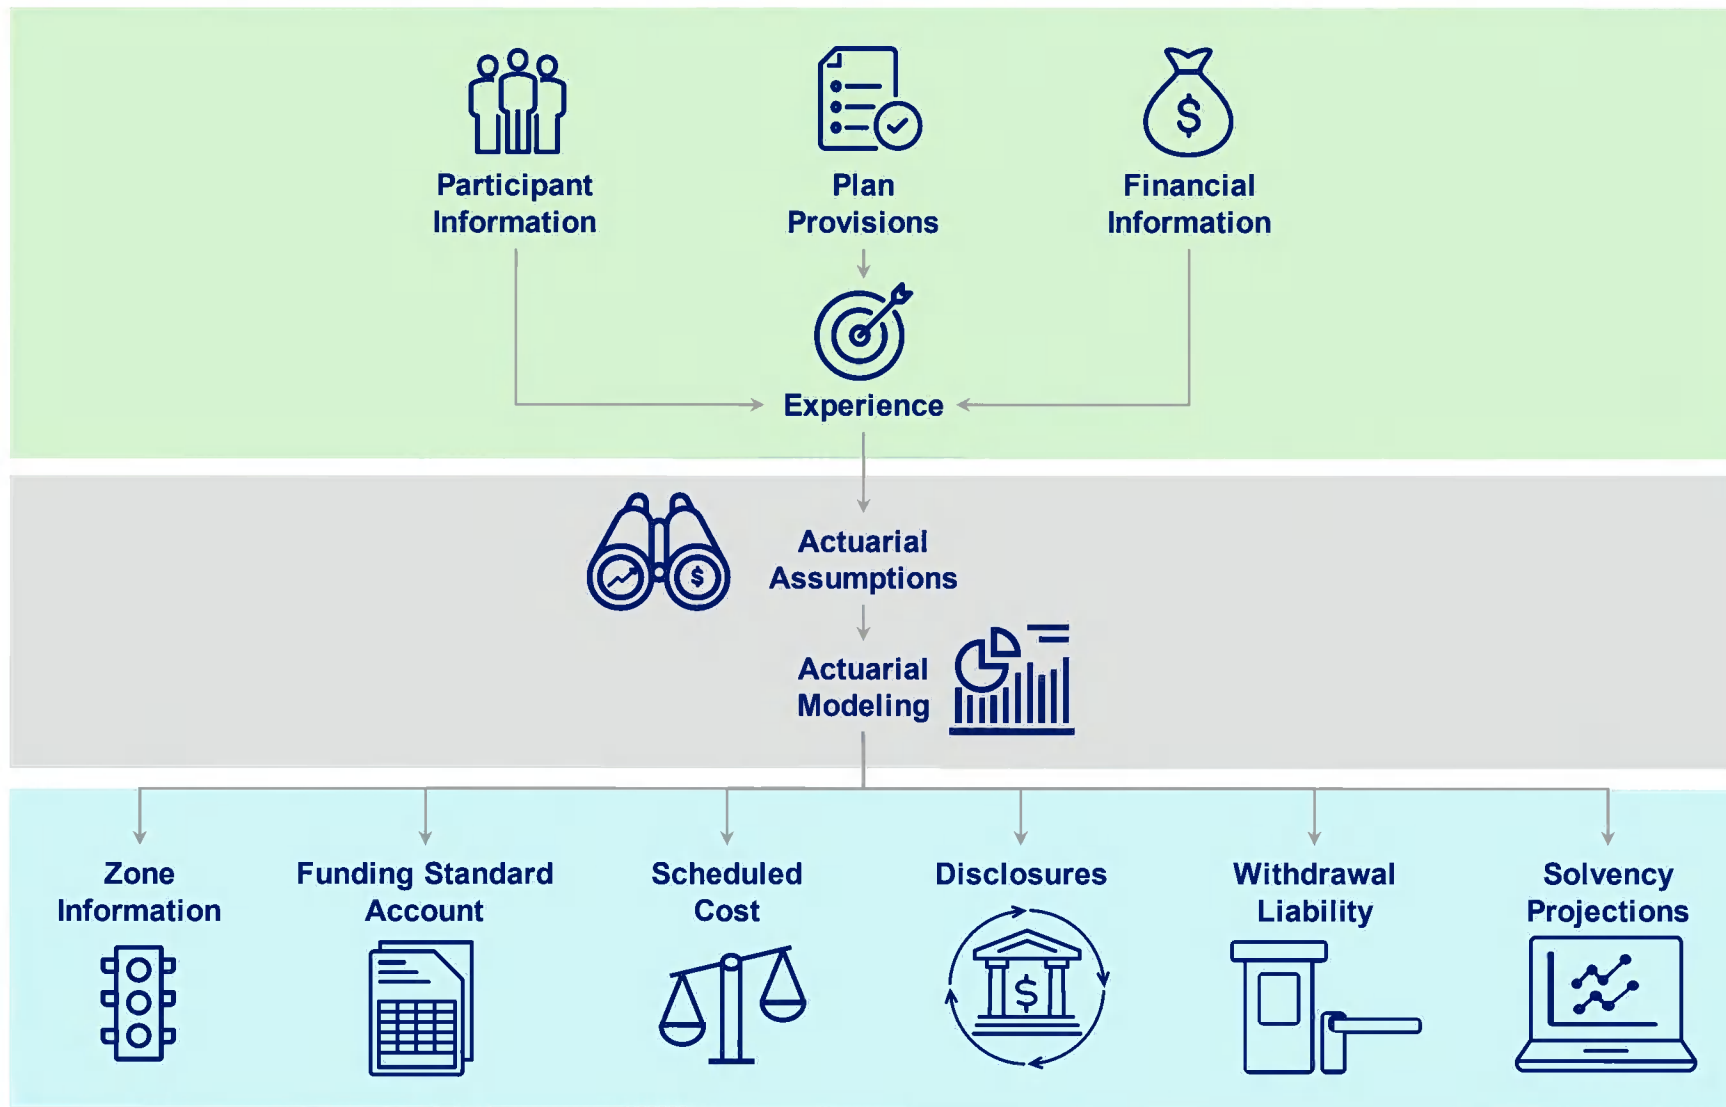 Participant
Information
Plan
Provisions
$
Financial
Information
Experience
$
Actuarial
Assumptions
Actuarial
Modeling
Zone
Information
Funding Standard
Account
Scheduled
Cost
Disclosures
$
Withdrawal
Liability
Solvency
Projections